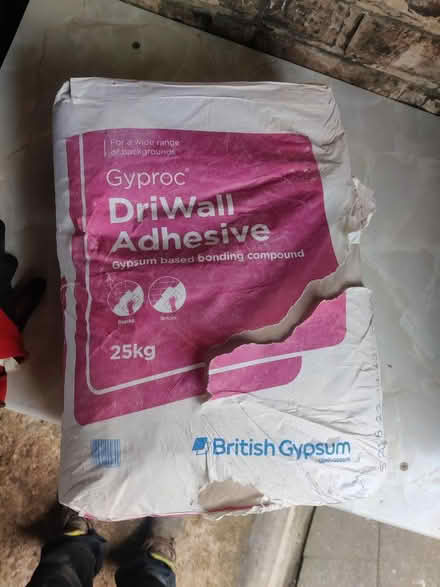 For a wide range
of backgrounds
Gyproc®
DriWall
Adhesive
Gypsum based bonding compound
25kg
British Gypsum